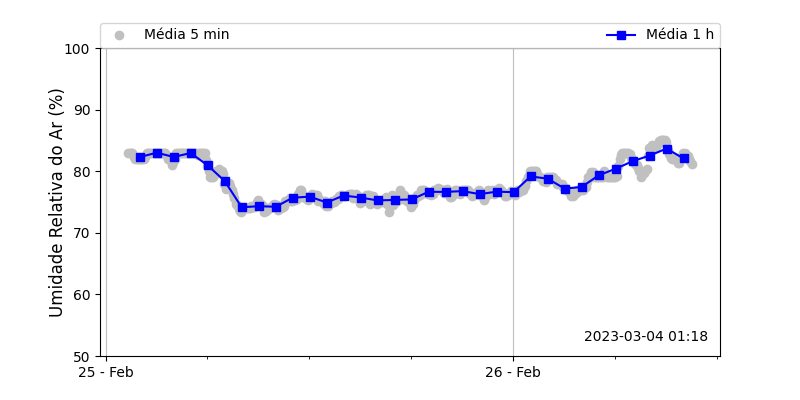 Média 5 min
Média 1 h
Umidade Relativa do Ar (%)
100
90
80
70
60
50
2023-03-04 01:18
25 - Feb
26 - Feb